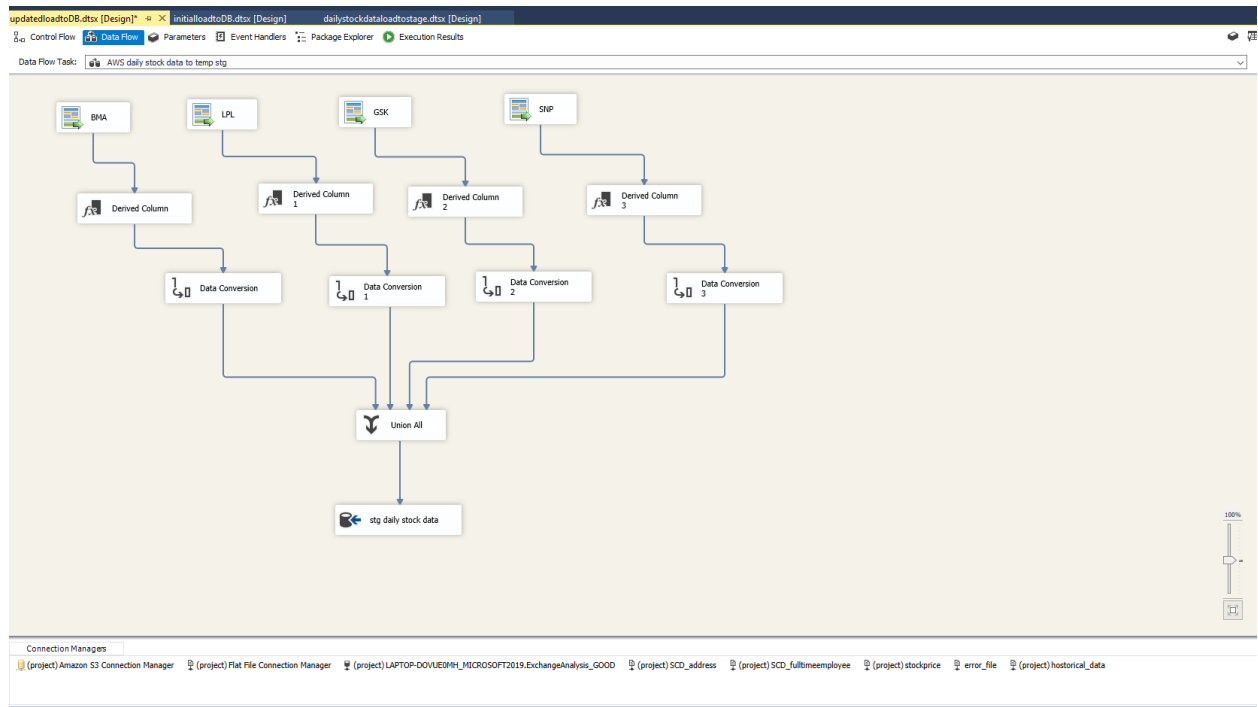 updatedloadtoDB.dtsx [Design]* initialloadtoDB.dtsx [Design] dailystockdataloadtostage.dtsx [Design]
Control Flow Data Flow Parameters Event Handlers Package Explorer Execution Results
Data Flow Task: AWS daily stock data to temp stg
BMA LPL GSK SNP
Derived Column
Derived Column
1
Derived Column
2
Derived Column
3
Data Conversion
Data Conversion
1
Data Conversion
2
Data Conversion
3
Union All
stg daily stock data
100%
Connection Managers
(project) Amazon S3 Connection Manager (project) Flat File Connection Manager (project) LAPTOP-DOVUE0MH_MICROSOFT2019.ExchangeAnalysis_GOOD (project) SCD_address (project) SCD_fulltimeemployee (project) stockprice error_file (project) hostorical_data